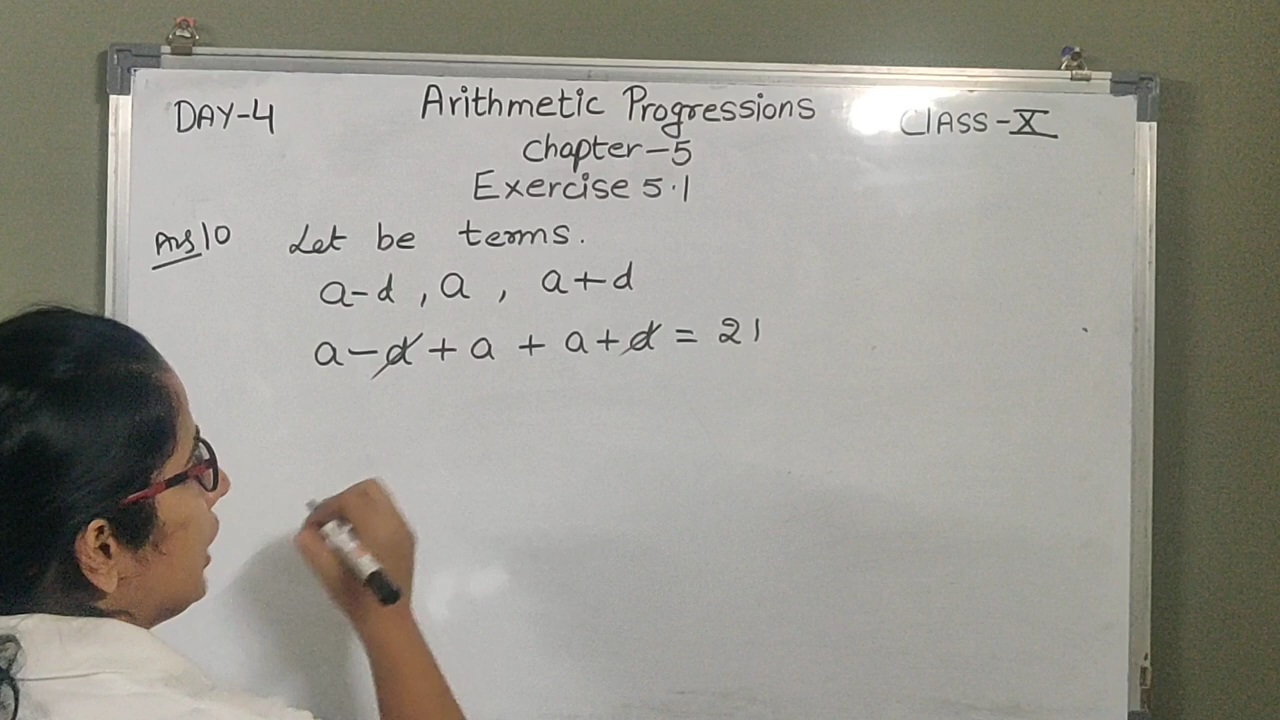 DAY-4 Arithmetic Progressions CLASS-X
Chapter-5
Exercise 5.1
Ans10 Let be terms.
a-d, a, a+d
a-d+a+a+d=21